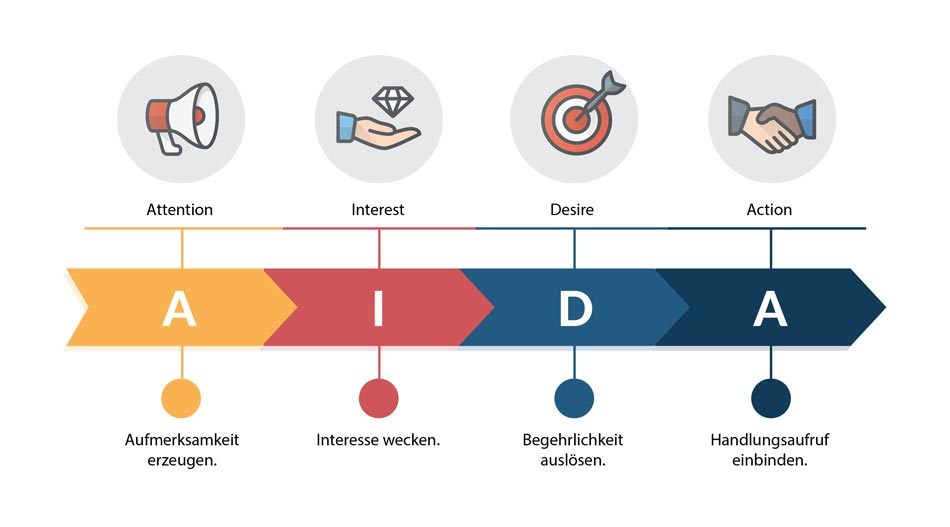 Attention
Interest
Desire
Action
A
I
D
A
Aufmerksamkeit
erzeugen.
Interesse wecken.
Begehrlichkeit
auslösen.
Handlungsaufruf
einbinden.